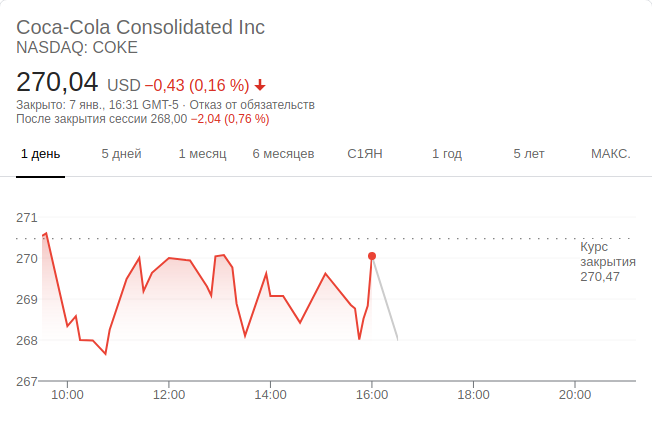 Coca-Cola Consolidated Inc
NASDAQ: COKE
270,04 USD −0,43 (0,16 %)
Закрыто: 7 янв., 16:31 GMT-5 · Отказ от обязательств
После закрытия сессии 268,00 −2,04 (0,76 %)
1 день 5 дней 1 месяц 6 месяцев С1ЯН 1 год 5 лет МАКС.
271
Курс
закрытия
270,47
270
269
268
267
10:00 12:00 14:00 16:00 18:00 20:00